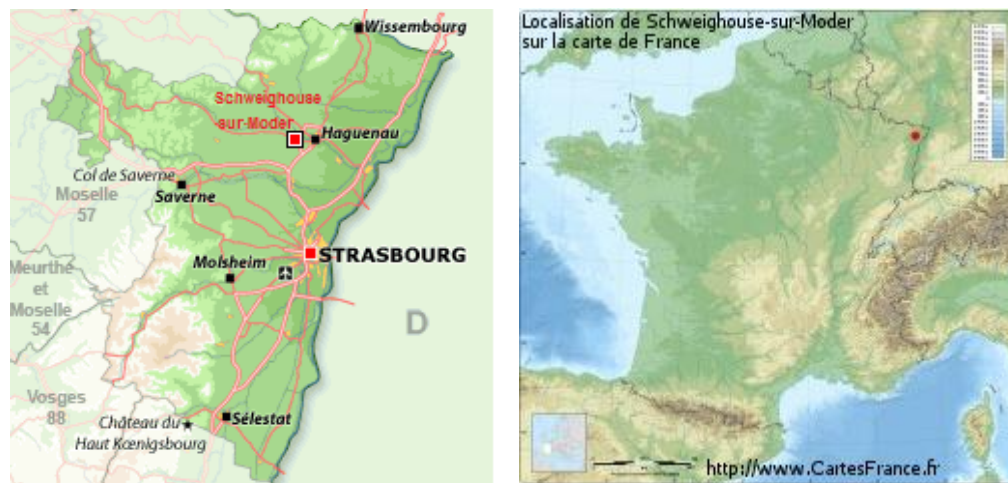 Wissembourg
Schweighouse
-sur-Moder
Haguenau
Col de Saverne
Saverne
Moselle
57
STRASBOURG
Molsheim
Meurthe
et
Moselle
54
D
Vosges
88
Château du
Haut Kœnigsbourg
Sélestat
Localisation de Schweighouse-sur-Moder
sur la carte de France
http://www.CartesFrance.fr